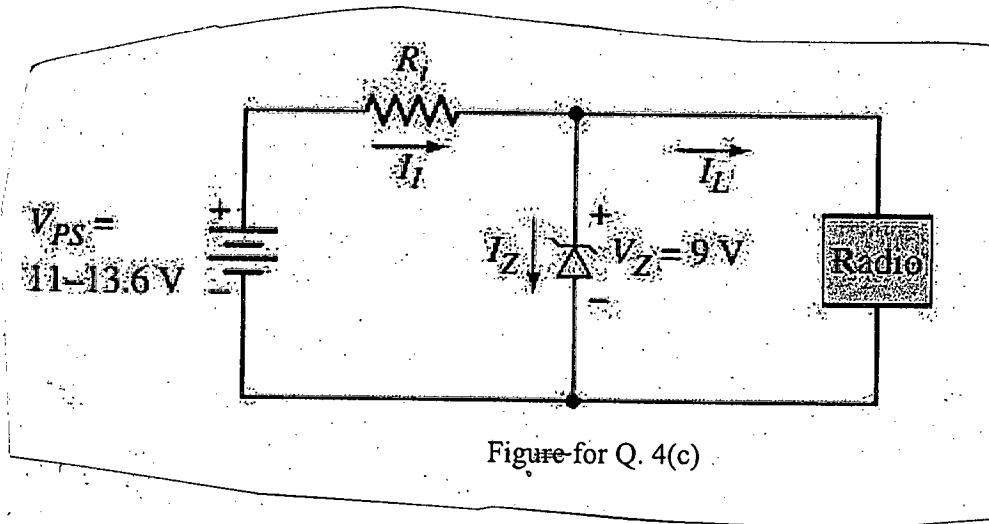 R_i
I_I
I_L
V_PS =
11–13.6 V
+
−
I_Z
+
V_Z = 9 V
−
Radio
Figure for Q. 4(c)